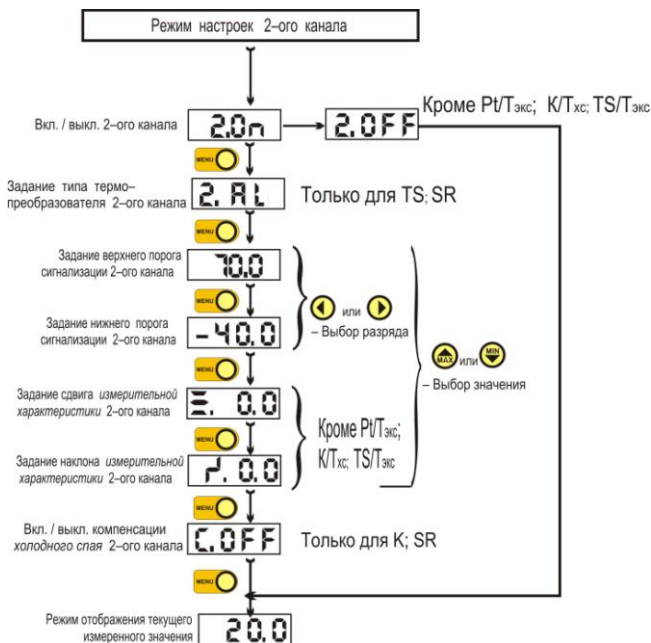 Режим настроек 2–ого канала
Кроме Pt/Tэкс; К/Тхс; TS/Tэкс
Вкл. / выкл. 2–ого канала
2.0n
2.0FF
MENU
Задание типа термо–
преобразователя 2–ого канала
2. AL
Только для TS; SR
MENU
Задание верхнего порога
сигнализации 2–ого канала
70.0
MENU
или
– Выбор разряда
Задание нижнего порога
сигнализации 2–ого канала
-40.0
MAX
или
MIN
– Выбор значения
MENU
Задание сдвига измерительной
характеристики 2–ого канала
0.0
MENU
Кроме Pt/Tэкс;
К/Тхс; TS/Tэкс
Задание наклона измерительной
характеристики 2–ого канала
0.0
MENU
Вкл. / выкл. компенсации
холодного спая 2–ого канала
C.0FF
Только для K; SR
MENU
Режим отображения текущего
измеренного значения
20.0